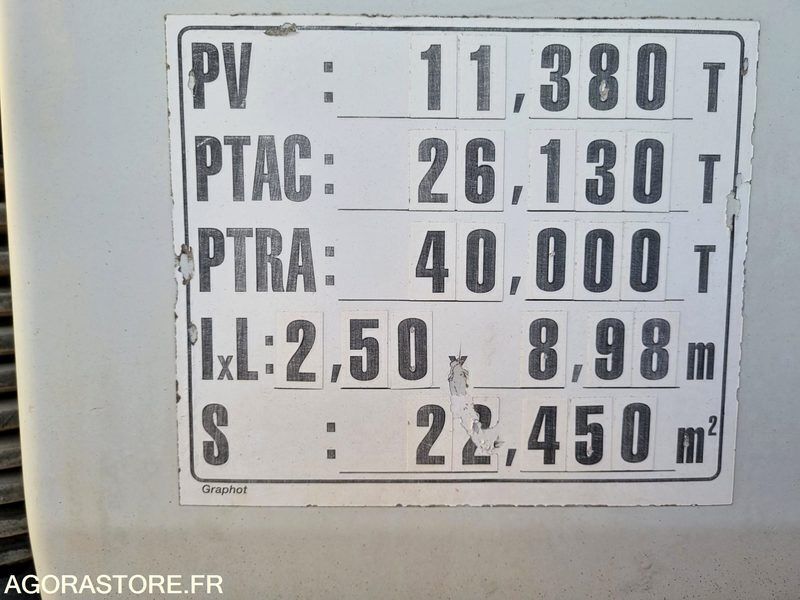 PV : 11,380 T
PTAC : 26,130 T
PTRA : 40,000 T
lxL : 2,50 x 8,98 m
S : 22,450 m²
Graphot
AGORASTORE.FR